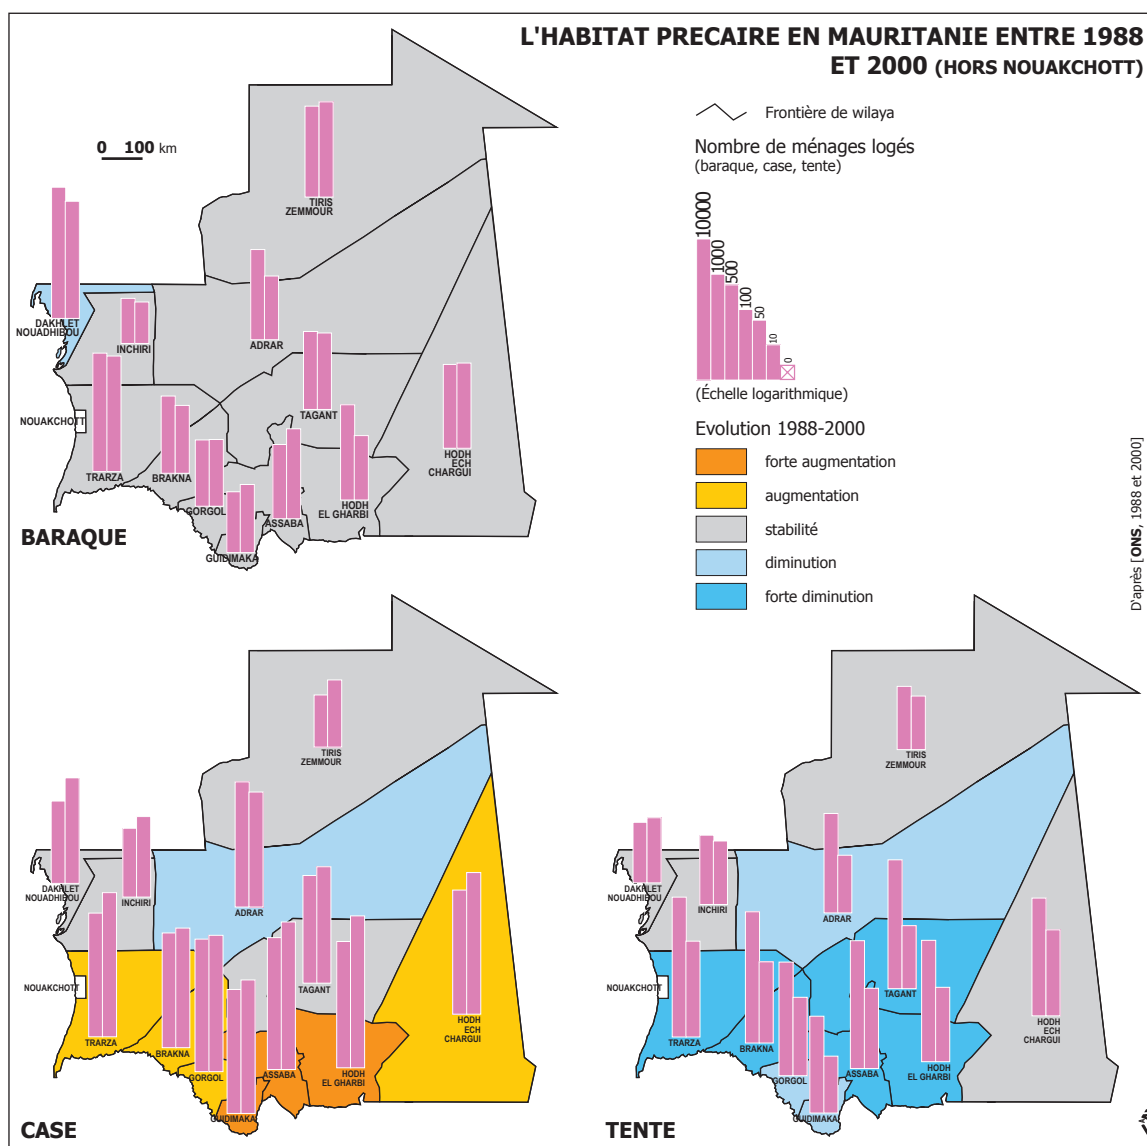 L'HABITAT PRECAIRE EN MAURITANIE ENTRE 1988
ET 2000 (HORS NOUAKCHOTT)
0 100 km
Frontière de wilaya
Nombre de ménages logés
(baraque, case, tente)
10000
1000
500
100
50
10
0
(Échelle logarithmique)
Evolution 1988-2000
forte augmentation
augmentation
stabilité
diminution
forte diminution
D'après [ONS, 1988 et 2000]
TIRIS
ZEMMOUR
DAKHLET
NOUADHIBOU
INCHIRI
ADRAR
NOUAKCHOTT
TAGANT
TRARZA
BRAKNA
GORGOL
GUIDIMAKA
ASSABA
HODH
EL GHARBI
HODH
ECH
CHARGUI
BARAQUE
TIRIS
ZEMMOUR
DAKHLET
NOUADHIBOU
INCHIRI
ADRAR
NOUAKCHOTT
TAGANT
TRARZA
BRAKNA
GORGOL
GUIDIMAKA
ASSABA
HODH
EL GHARBI
HODH
ECH
CHARGUI
CASE
TIRIS
ZEMMOUR
DAKHLET
NOUADHIBOU
INCHIRI
ADRAR
NOUAKCHOTT
TAGANT
TRARZA
BRAKNA
GORGOL
GUIDIMAKA
ASSABA
HODH
EL GHARBI
HODH
ECH
CHARGUI
TENTE